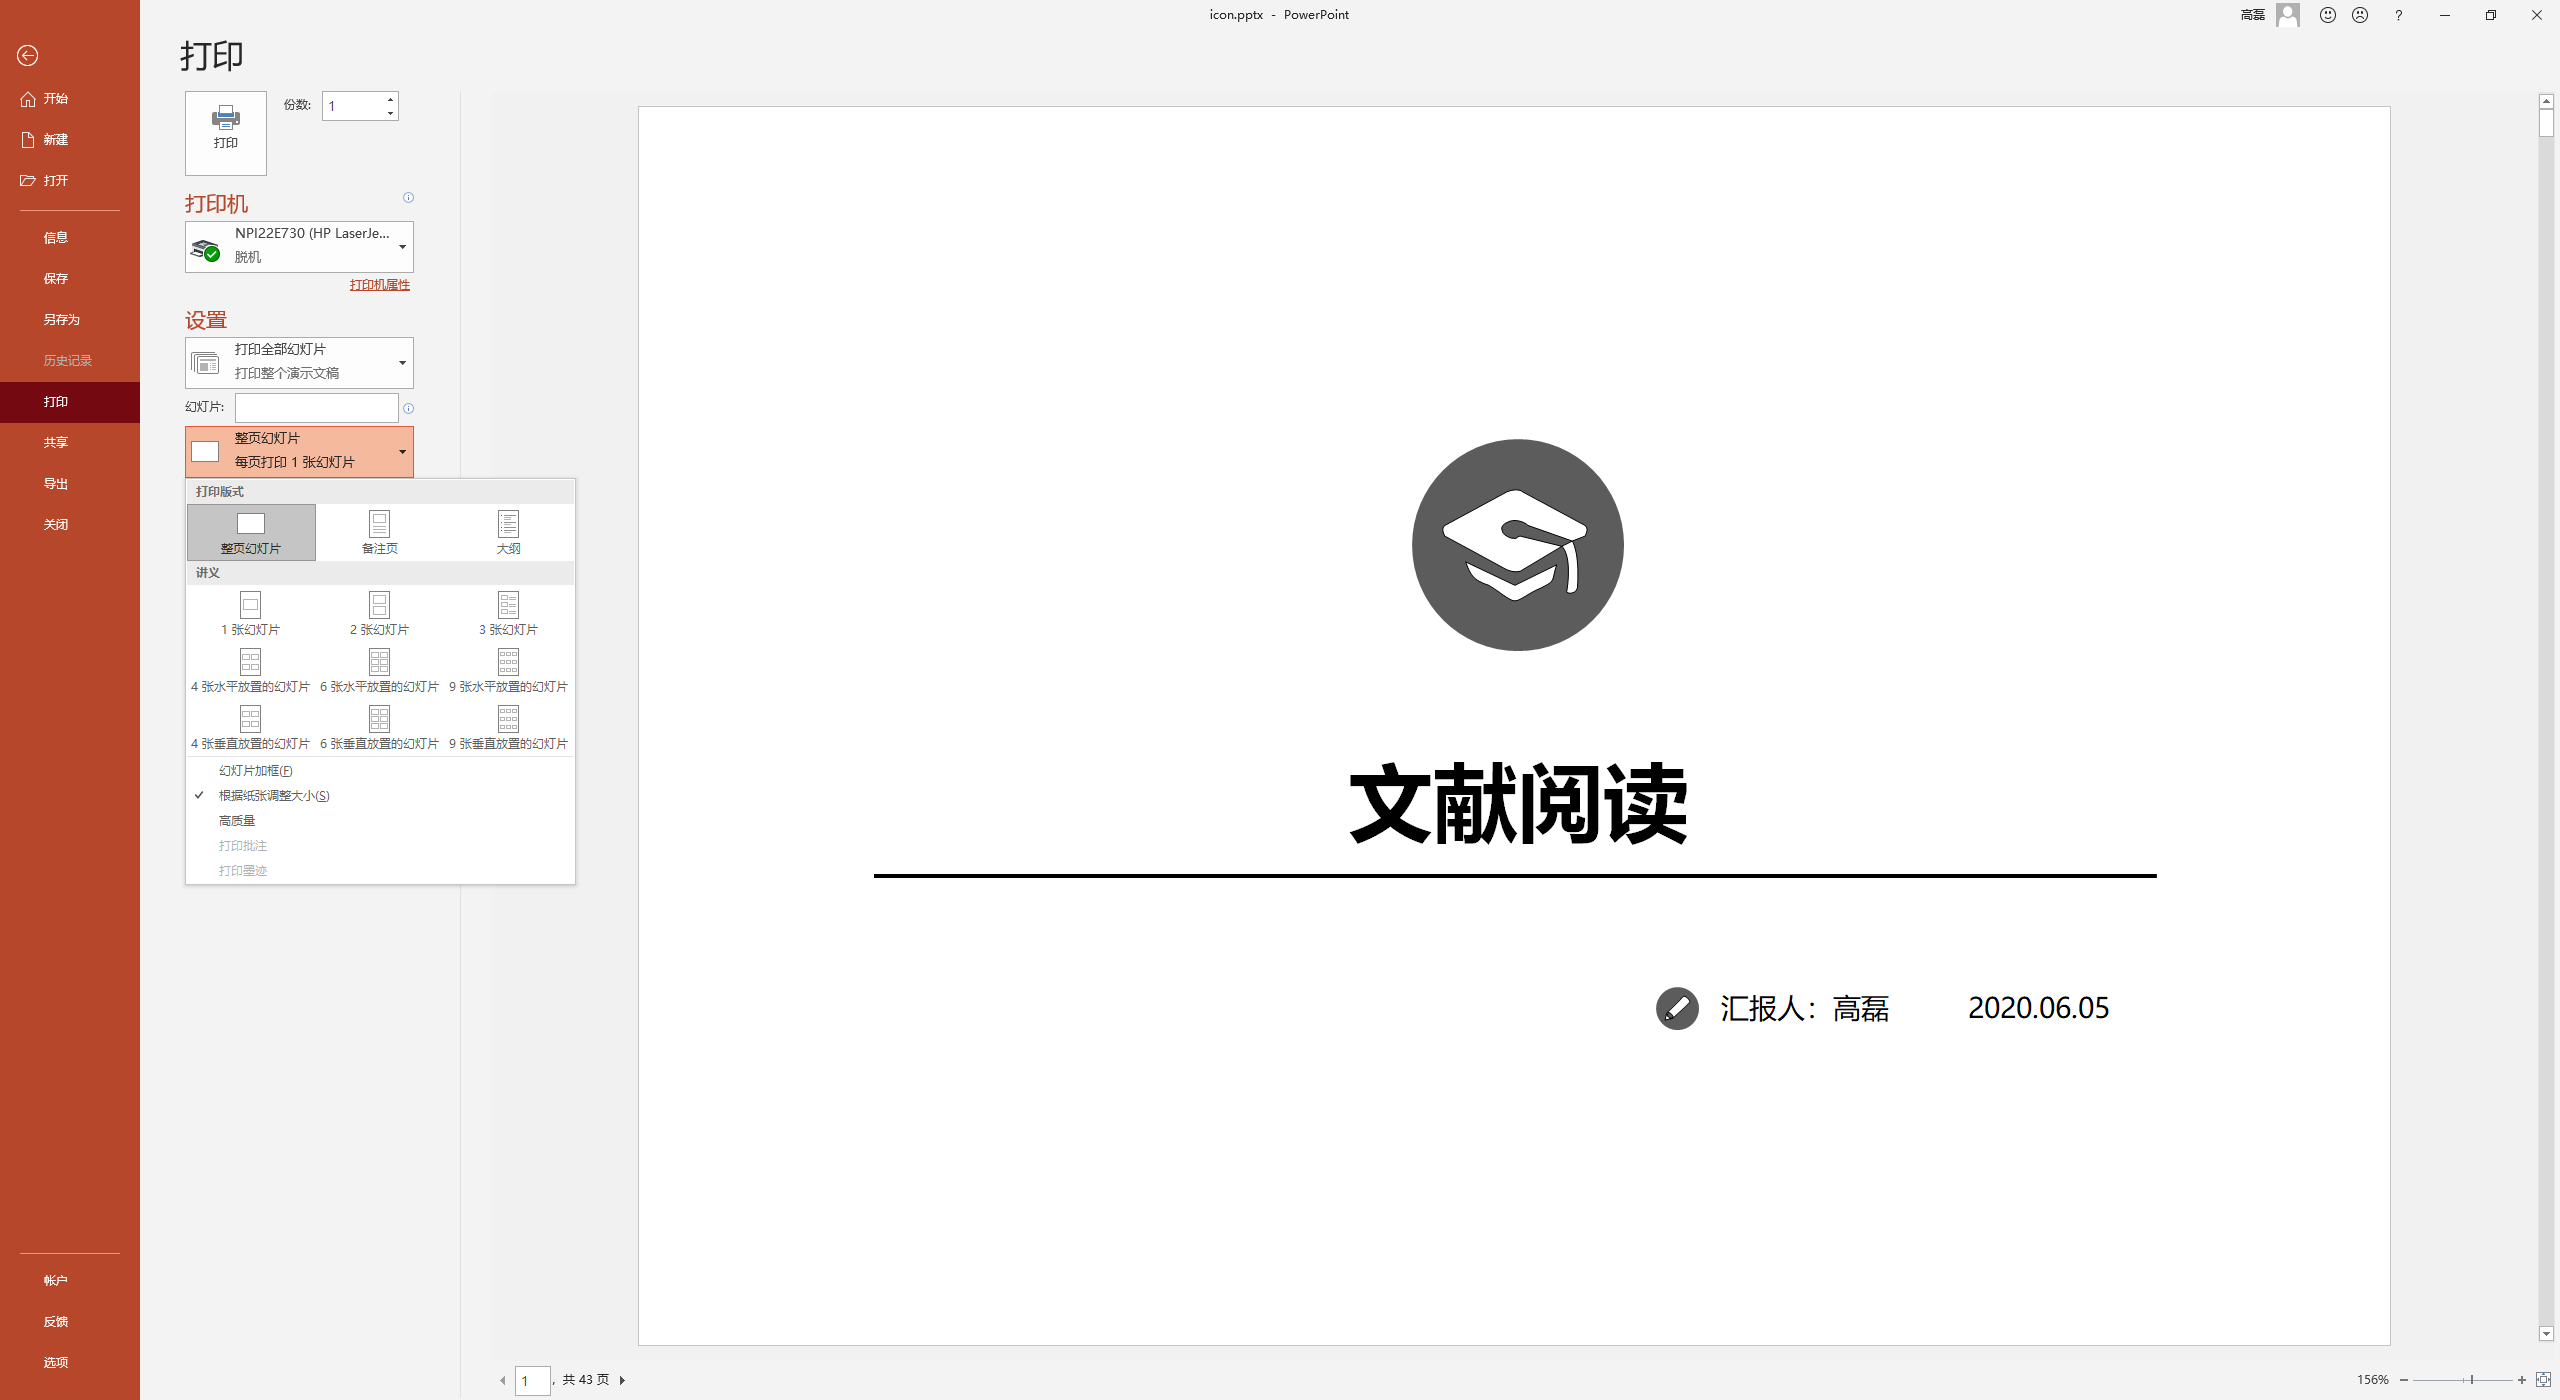 icon.pptx - PowerPoint
高磊
?
打印
开始
新建
打开
信息
保存
另存为
历史记录
打印
共享
导出
关闭
帐户
反馈
选项
打印
份数:
1
打印机
NPI22E730 (HP LaserJe...
脱机
打印机属性
设置
打印全部幻灯片
打印整个演示文稿
幻灯片:
整页幻灯片
每页打印 1 张幻灯片
打印版式
整页幻灯片 备注页 大纲
讲义
1 张幻灯片 2 张幻灯片 3 张幻灯片
4 张水平放置的幻灯片 6 张水平放置的幻灯片 9 张水平放置的幻灯片
4 张垂直放置的幻灯片 6 张垂直放置的幻灯片 9 张垂直放置的幻灯片
幻灯片加框(F)
根据纸张调整大小(S)
高质量
打印批注
打印墨迹
文献阅读
汇报人：高磊 2020.06.05
1 , 共 43 页
156%